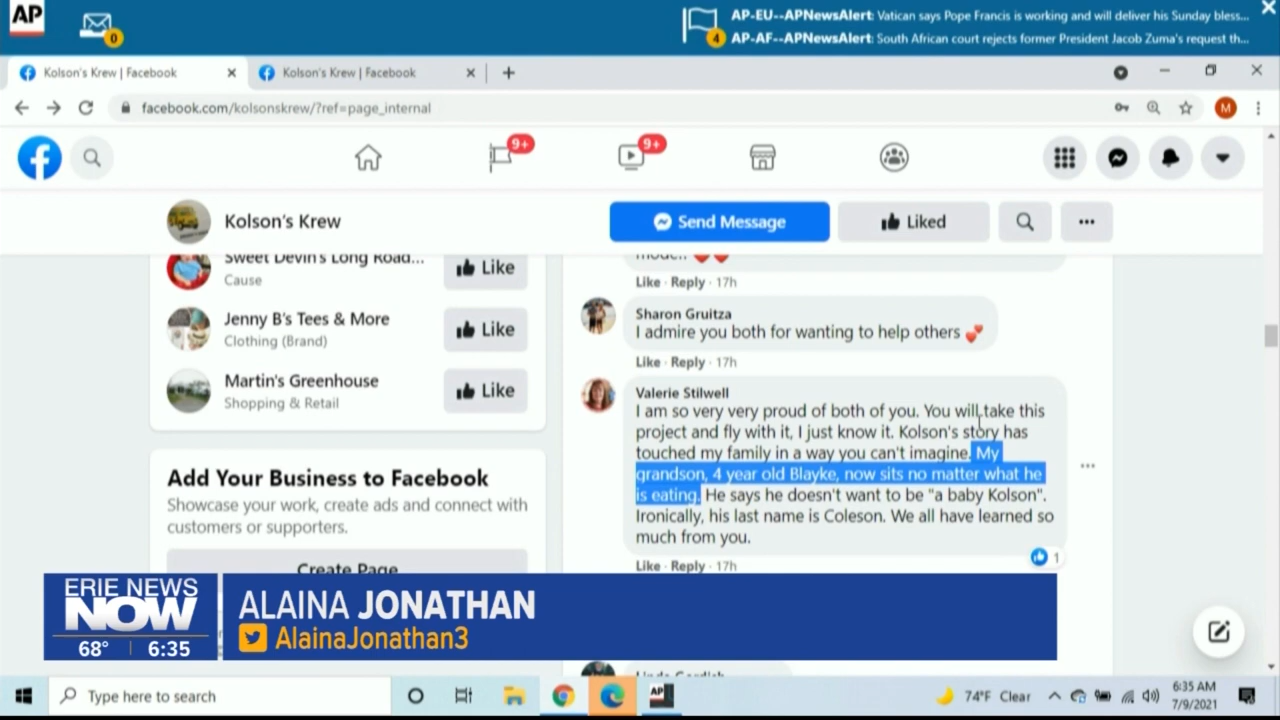 AP
0
4
AP-EU--APNewsAlert: Vatican says Pope Francis is working and will deliver his Sunday bless...
AP-AF--APNewsAlert: South African court rejects former President Jacob Zuma's request th...
Kolson's Krew | Facebook
Kolson's Krew | Facebook
facebook.com/kolsonskrew/?ref=page_internal
M
9+
9+
Kolson's Krew
Send Message
Liked
Sweet Devin's Long Road...
Cause
Like
Jenny B's Tees & More
Clothing (Brand)
Like
Martin's Greenhouse
Shopping & Retail
Like
Add Your Business to Facebook
Showcase your work, create ads and connect with
customers or supporters.
Create Page
Like · Reply · 17h
Sharon Gruitza
I admire you both for wanting to help others
Like · Reply · 17h
Valerie Stilwell
I am so very very proud of both of you. You will take this
project and fly with it, I just know it. Kolson's story has
touched my family in a way you can't imagine. My
grandson, 4 year old Blayke, now sits no matter what he
is eating. He says he doesn't want to be "a baby Kolson".
Ironically, his last name is Coleson. We all have learned so
much from you.
1
Like · Reply · 17h
ERIE NEWS
NOW
68° | 6:35
ALAINA JONATHAN
AlainaJonathan3
Type here to search
AP
74°F Clear
6:35 AM
7/9/2021